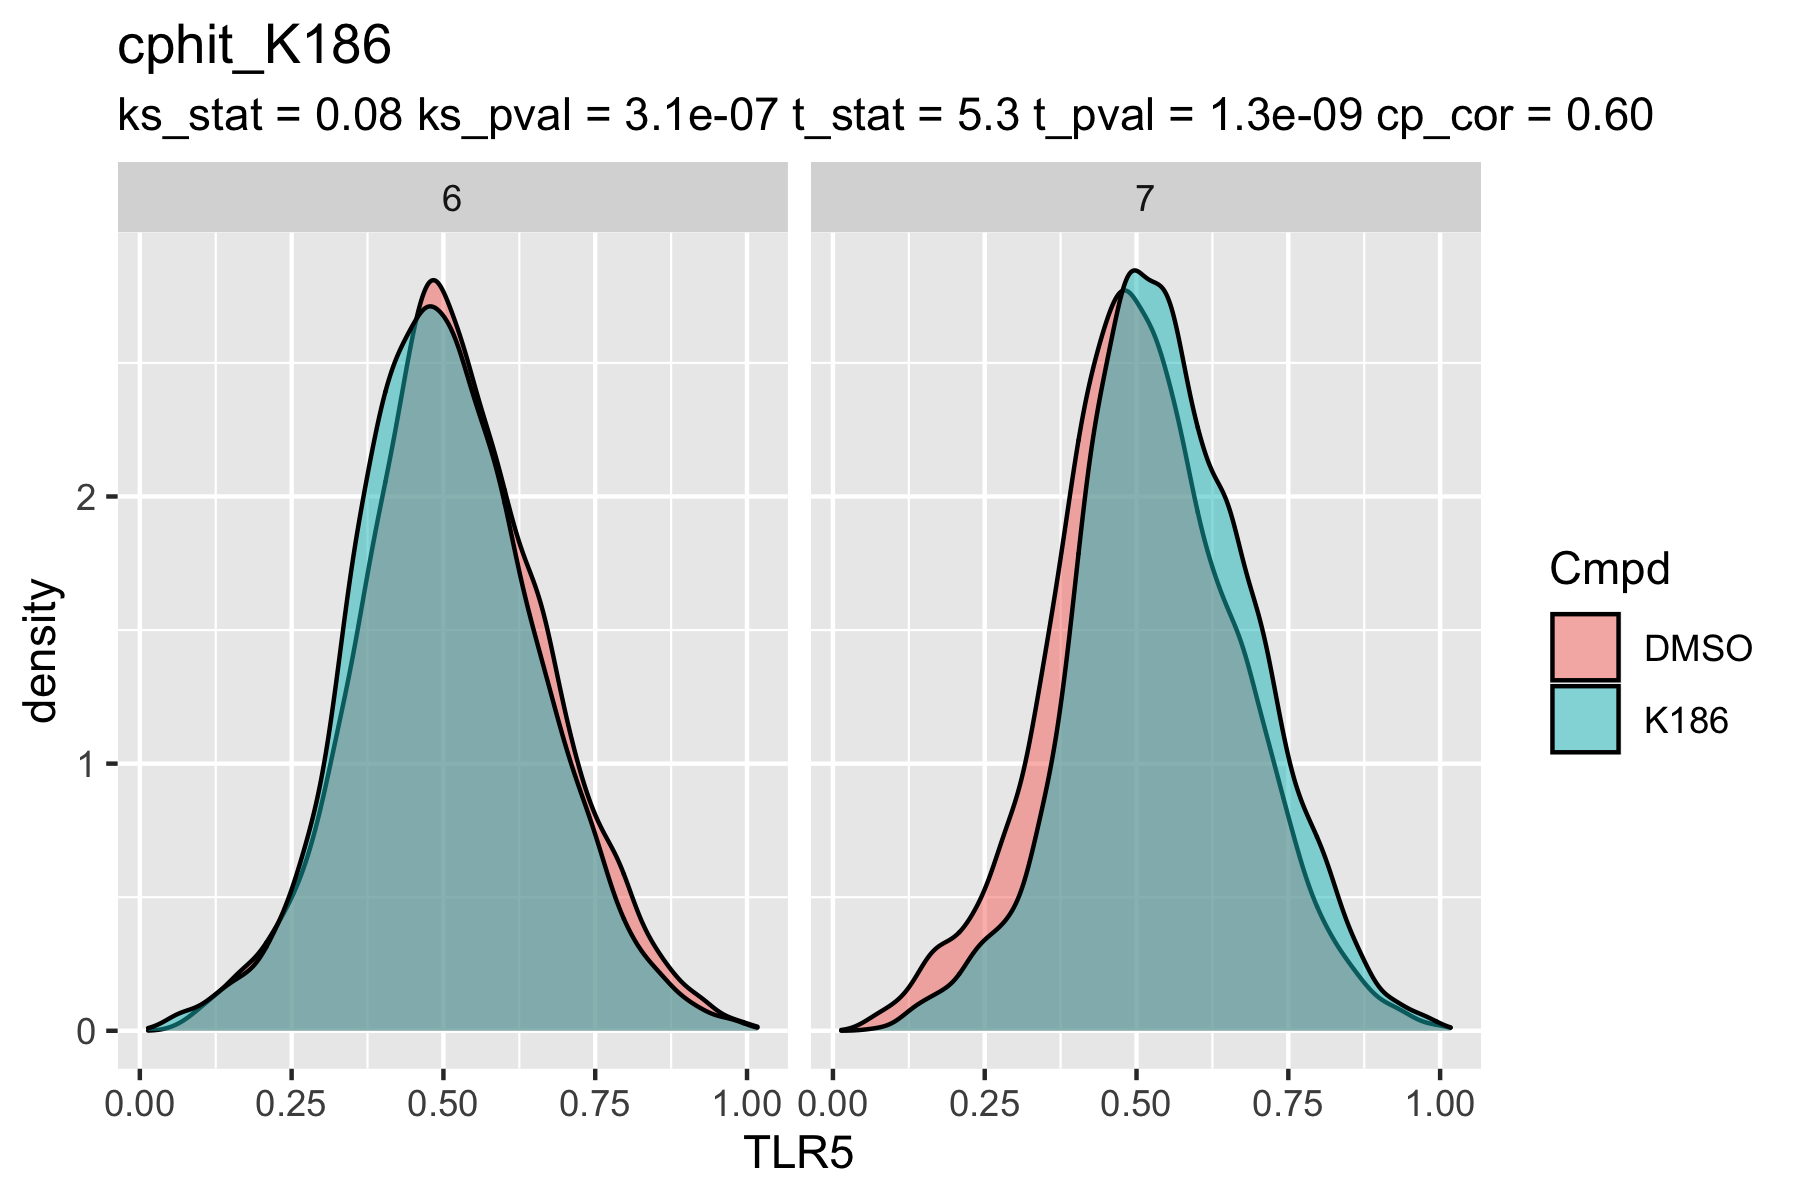 cphit_K186
ks_stat = 0.08 ks_pval = 3.1e-07 t_stat = 5.3 t_pval = 1.3e-09 cp_cor = 0.60
6 7
density
2
1
0
0.00 0.25 0.50 0.75 1.00 0.00 0.25 0.50 0.75 1.00
TLR5
Cmpd
DMSO
K186